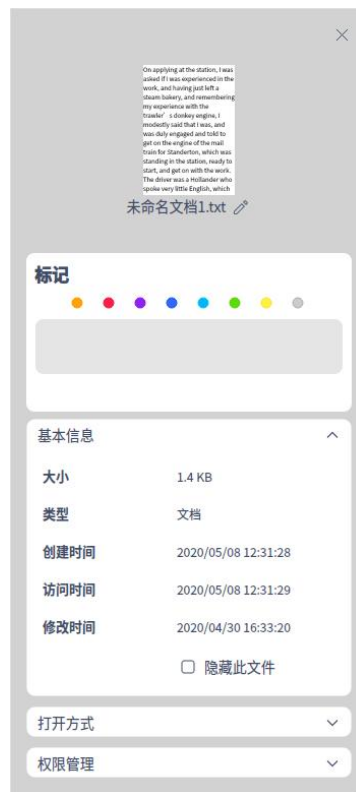 On applying at the station, I was
asked if I was experienced in the
work, and having just left a
steam bakery, and remembering
my experience with the
trawler’s donkey engine, I
modestly said that I was, and
was duly engaged and told to
get on the engine of the mail
train for Standerton, which was
standing in the station, ready to
start, and get on with the work.
The driver was a Hollander who
spoke very little English, which
未命名文档1.txt
标记
基本信息
大小 1.4 KB
类型 文档
创建时间 2020/05/08 12:31:28
访问时间 2020/05/08 12:31:29
修改时间 2020/04/30 16:33:20
隐藏此文件
打开方式
权限管理